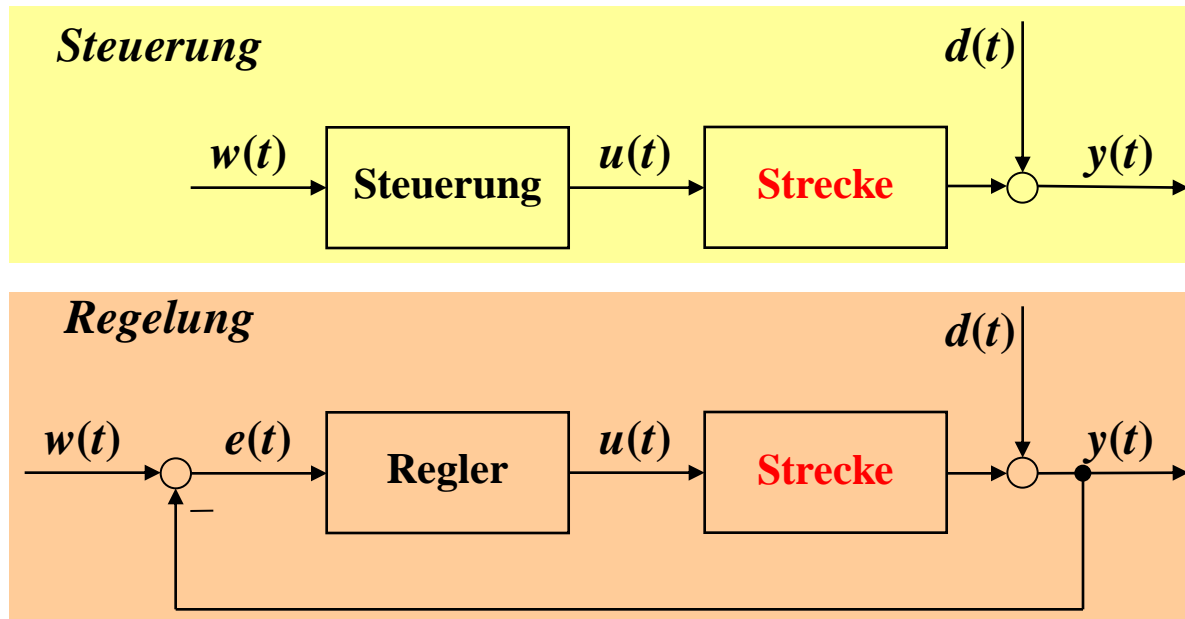 Steuerung
d(t)
w(t) Steuerung u(t) Strecke y(t)
Regelung
d(t)
w(t) e(t) Regler u(t) Strecke y(t)
–